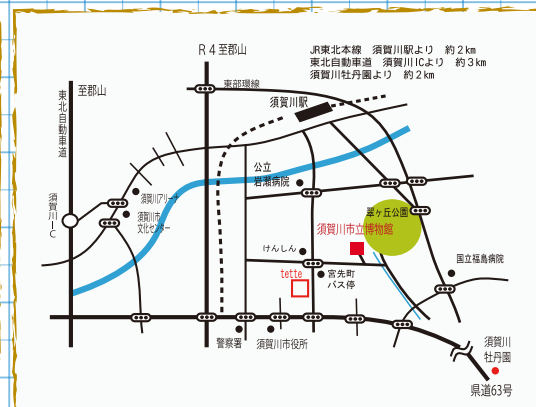 R4至郡山
JR東北本線　須賀川駅より　約2km
東北自動車道　須賀川ICより　約3km
須賀川牡丹園より　約2km
至郡山
東部環線
須賀川駅
東北自動車道
公立
岩瀬病院
須賀川アリーナ
須賀川IC
須賀川市
文化センター
翠ヶ丘公園
須賀川市立博物館
けんしん
国立福島病院
tette
宮先町
バス停
警察署
須賀川市役所
須賀川
牡丹園
県道63号